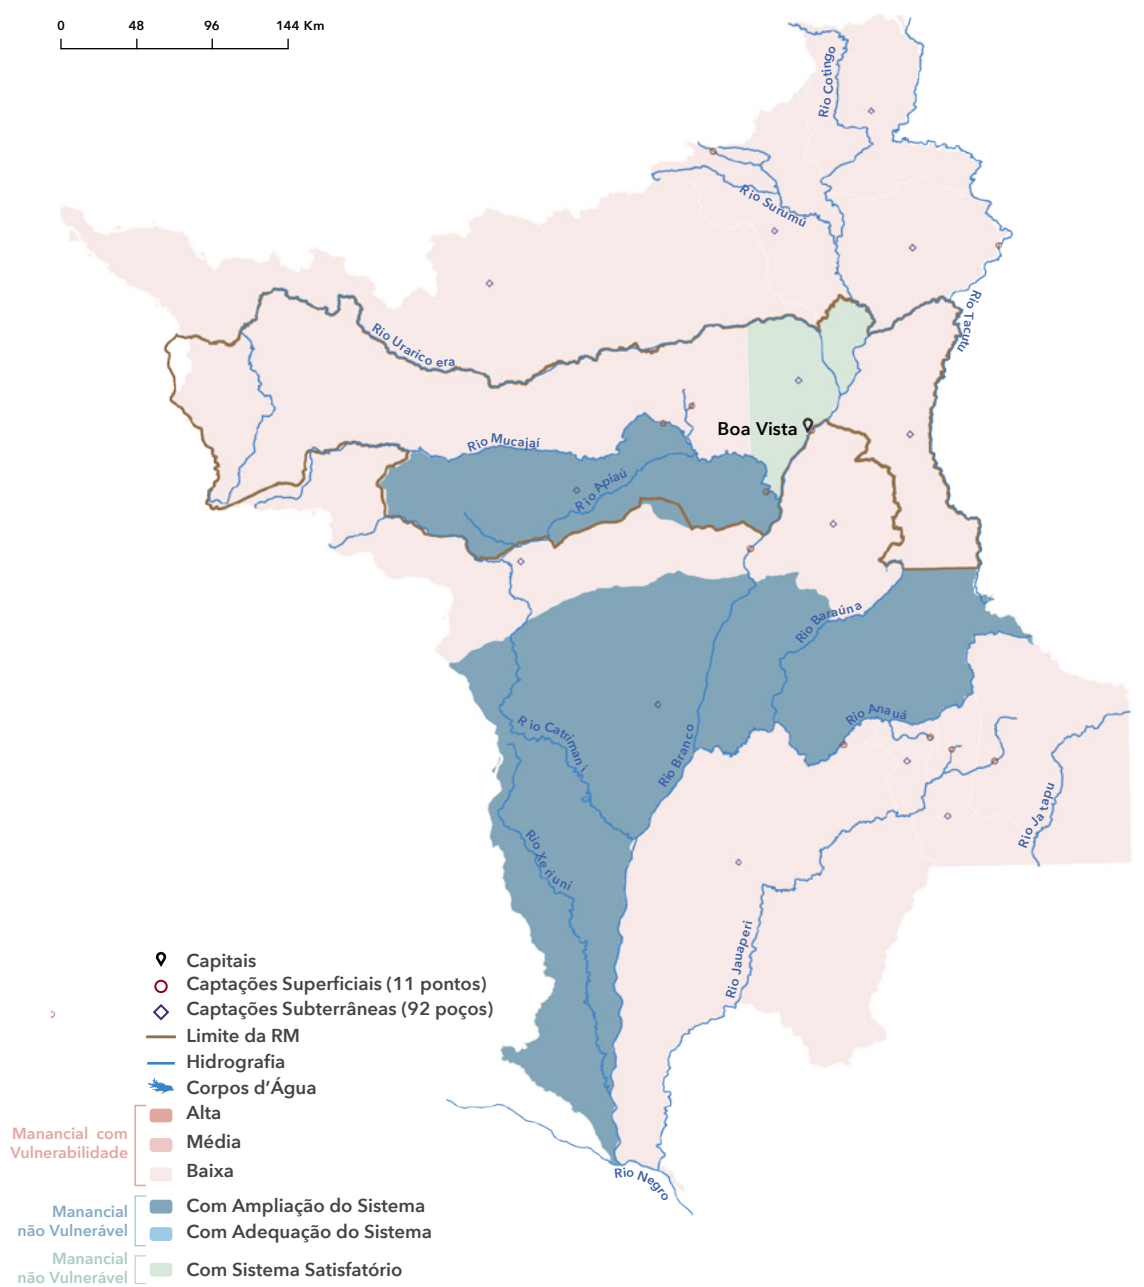 0 48 96 144 Km
Rio Cotingo
Rio Surumú
Rio Tacutu
Rio Urarico era
Boa Vista
Rio Mucajaí
Rio Apiaú
Rio Baraúna
Rio Anauá
Rio Catrimani
Rio Branco
Rio Jatapu
Rio Xeriuni
Rio Jauaperi
Rio Negro
Capitais
Captações Superficiais (11 pontos)
Captações Subterrâneas (92 poços)
Limite da RM
Hidrografia
Corpos d'Água
Manancial com
Vulnerabilidade
Alta
Média
Baixa
Manancial
não Vulnerável
Com Ampliação do Sistema
Com Adequação do Sistema
Manancial
não Vulnerável
Com Sistema Satisfatório